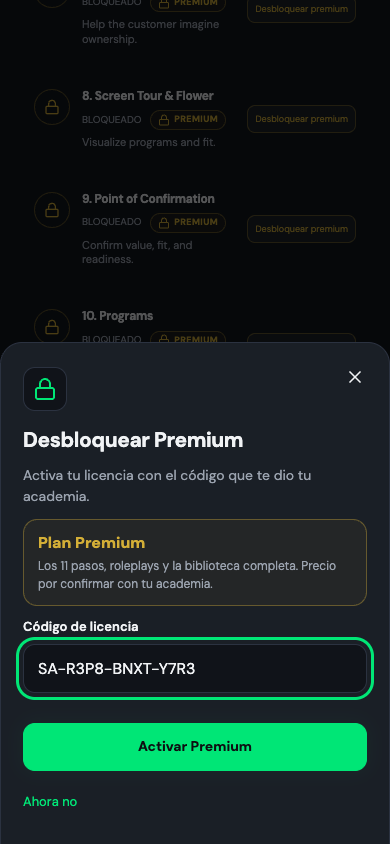 BLOQUEADO PREMIUM
Desbloquear premium
Help the customer imagine
ownership.
8. Screen Tour & Flower
BLOQUEADO PREMIUM
Desbloquear premium
Visualize programs and fit.
9. Point of Confirmation
BLOQUEADO PREMIUM
Desbloquear premium
Confirm value, fit, and
readiness.
10. Programs
BLOQUEADO PREMIUM
Desbloquear Premium
Activa tu licencia con el código que te dio tu
academia.
Plan Premium
Los 11 pasos, roleplays y la biblioteca completa. Precio
por confirmar con tu academia.
Código de licencia
SA-R3P8-BNXT-Y7R3
Activar Premium
Ahora no